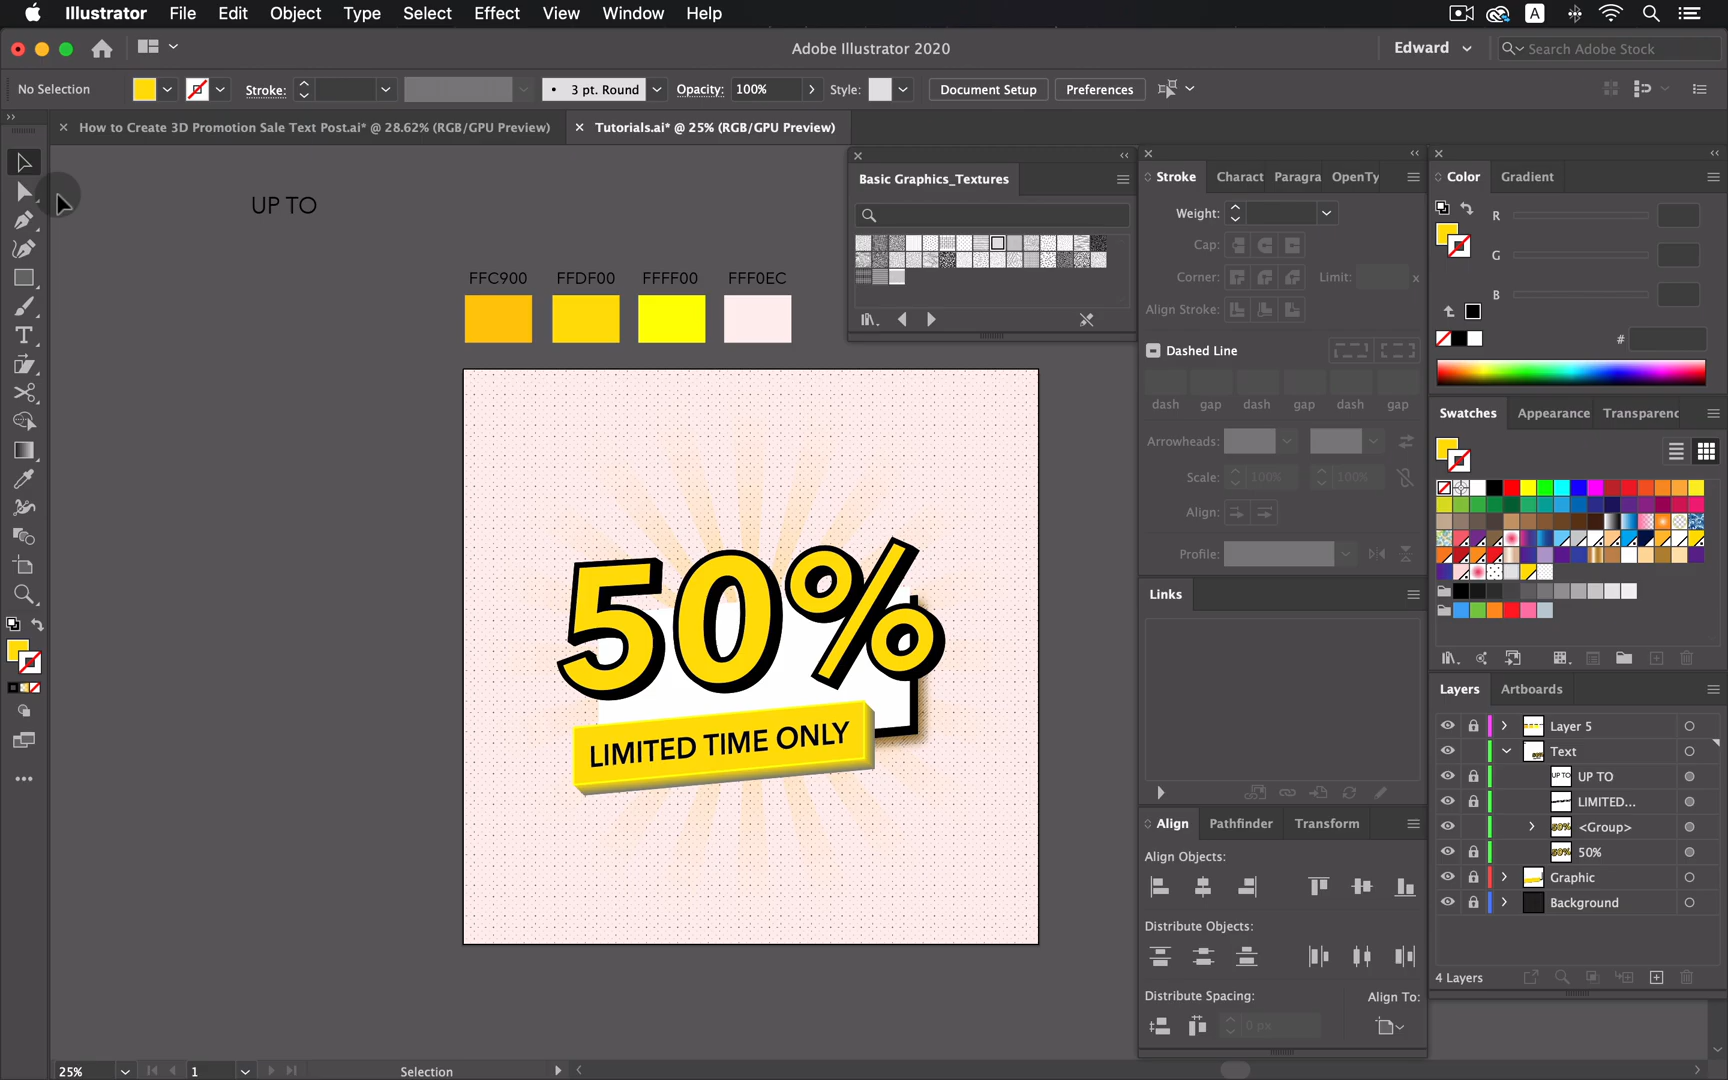 Illustrator File Edit Object Type Select Effect View Window Help A
Adobe Illustrator 2020
Edward
Search Adobe Stock
No Selection
Stroke:
3 pt. Round
Opacity:
100%
Style:
Document Setup
Preferences
How to Create 3D Promotion Sale Text Post.ai* @ 28.62% (RGB/GPU Preview)
Tutorials.ai* @ 25% (RGB/GPU Preview)
UP TO
FFC900
FFDF00
FFFF00
FFF0EC
50%
LIMITED TIME ONLY
Basic Graphics_Textures
Stroke
Charact
Paragra
OpenTy
Weight:
Cap:
Corner:
Limit:
x
Align Stroke:
Dashed Line
dash gap dash gap dash gap
Arrowheads:
Scale:
100%
100%
Align:
Profile:
Links
Align
Pathfinder
Transform
Align Objects:
Distribute Objects:
Distribute Spacing:
Align To:
0 px
Color
Gradient
R
G
B
#
Swatches
Appearance
Transparenc
Layers
Artboards
Layer 5
Text
UP TO
UP TO
LIMITED...
50%
<Group>
50%
50%
Graphic
Background
4 Layers
25%
1
Selection